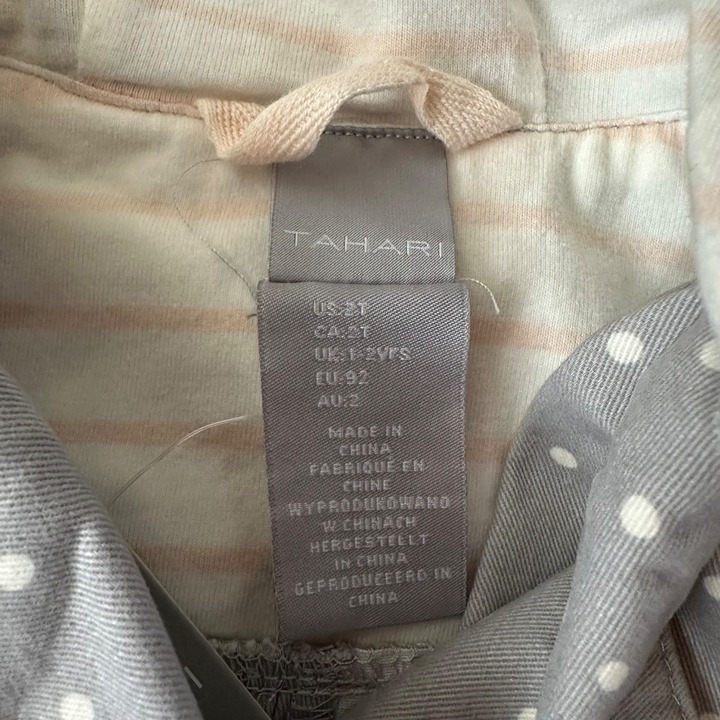 TAHARI
US:2T
CA:2T
UK:1-2Yrs
EU:92
AU:2
MADE IN
CHINA
FABRIQUÉ EN
CHINE
WYPRODUKOWANO
W CHINACH
HERGESTELLT
IN CHINA
GEPRODUCEERD IN
CHINA